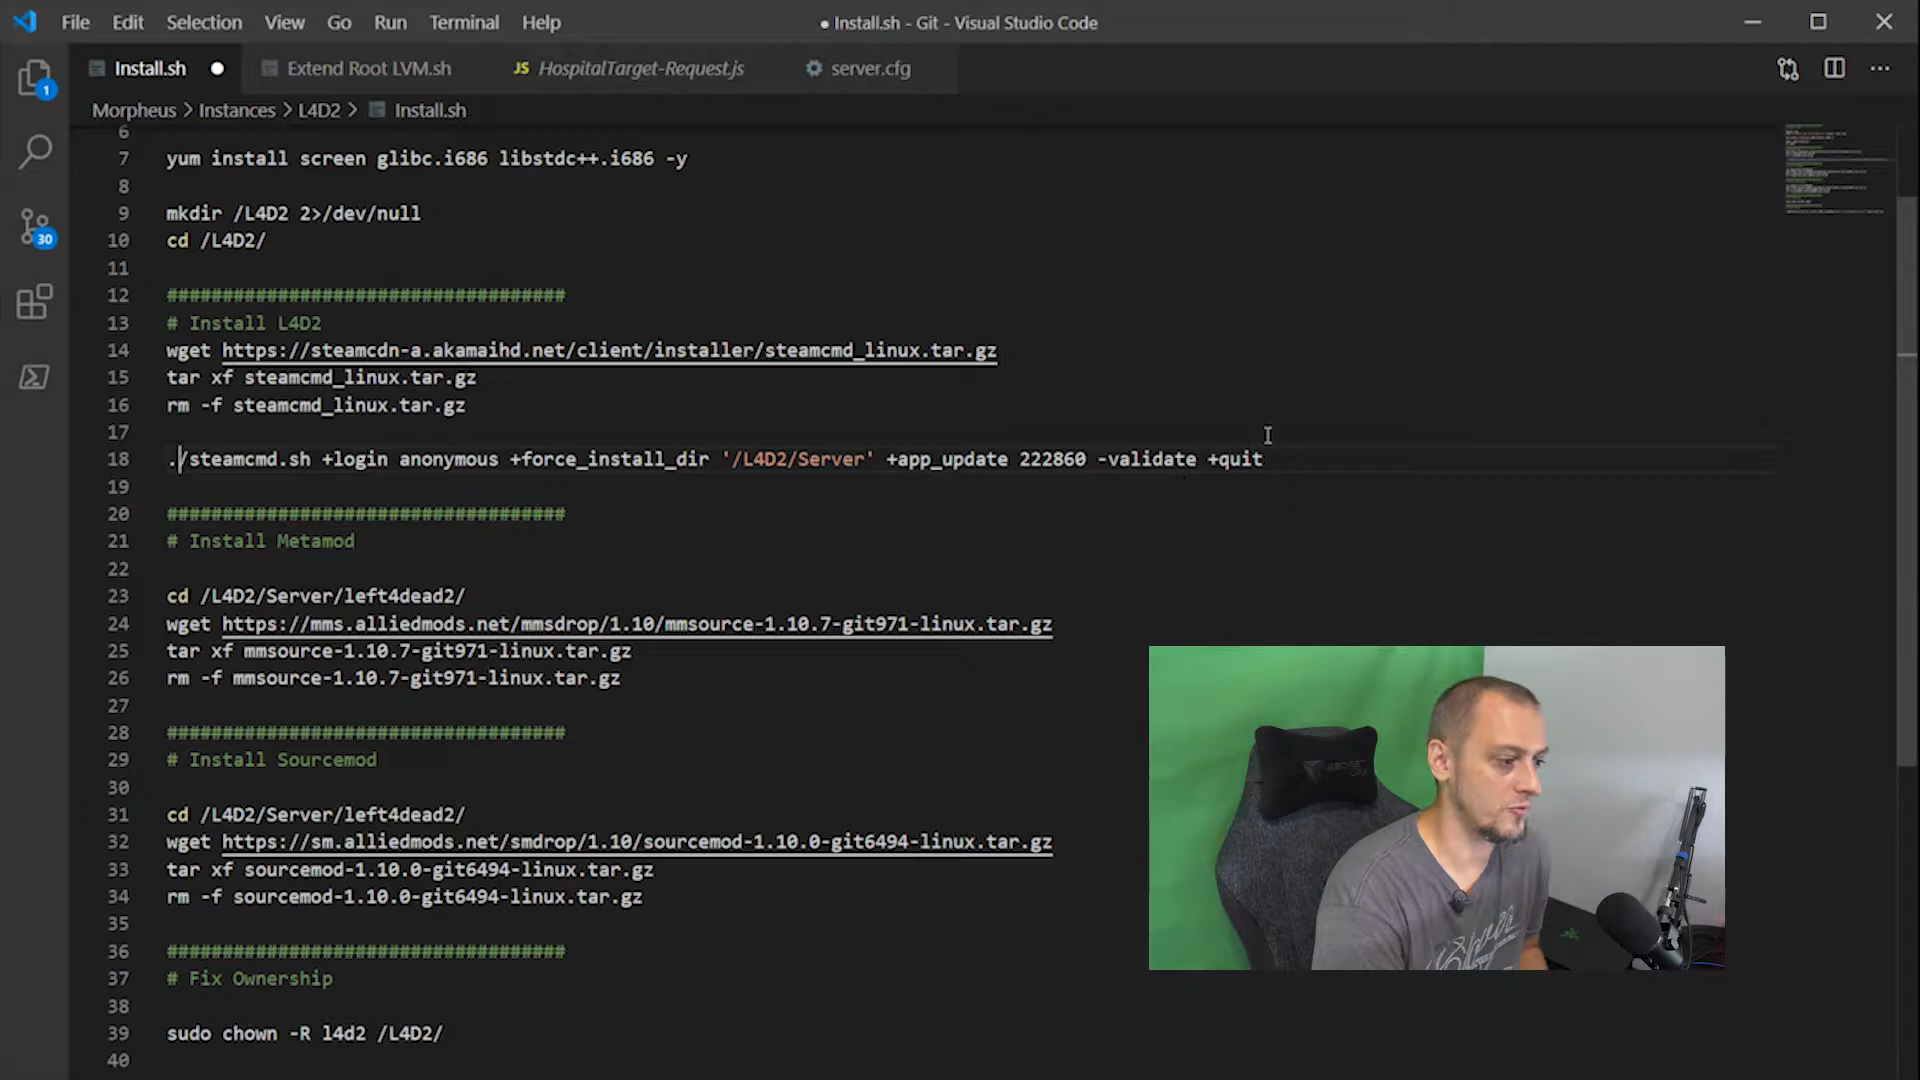 File Edit Selection View Go Run Terminal Help ● Install.sh - Git - Visual Studio Code
Install.sh Extend Root LVM.sh JS HospitalTarget-Request.js server.cfg
1
Morpheus > Instances > L4D2 > Install.sh
6
7 yum install screen glibc.i686 libstdc++.i686 -y
8
9 mkdir /L4D2 2>/dev/null
10 cd /L4D2/
30
11
12 ####################################
13 # Install L4D2
14 wget https://steamcdn-a.akamaihd.net/client/installer/steamcmd_linux.tar.gz
15 tar xf steamcmd_linux.tar.gz
16 rm -f steamcmd_linux.tar.gz
17
18 ./steamcmd.sh +login anonymous +force_install_dir '/L4D2/Server' +app_update 222860 -validate +quit
19
20 ####################################
21 # Install Metamod
22
23 cd /L4D2/Server/left4dead2/
24 wget https://mms.alliedmods.net/mmsdrop/1.10/mmsource-1.10.7-git971-linux.tar.gz
25 tar xf mmsource-1.10.7-git971-linux.tar.gz
26 rm -f mmsource-1.10.7-git971-linux.tar.gz
27
28 ####################################
29 # Install Sourcemod
30
31 cd /L4D2/Server/left4dead2/
32 wget https://sm.alliedmods.net/smdrop/1.10/sourcemod-1.10.0-git6494-linux.tar.gz
33 tar xf sourcemod-1.10.0-git6494-linux.tar.gz
34 rm -f sourcemod-1.10.0-git6494-linux.tar.gz
35
36 ####################################
37 # Fix Ownership
38
39 sudo chown -R l4d2 /L4D2/
40